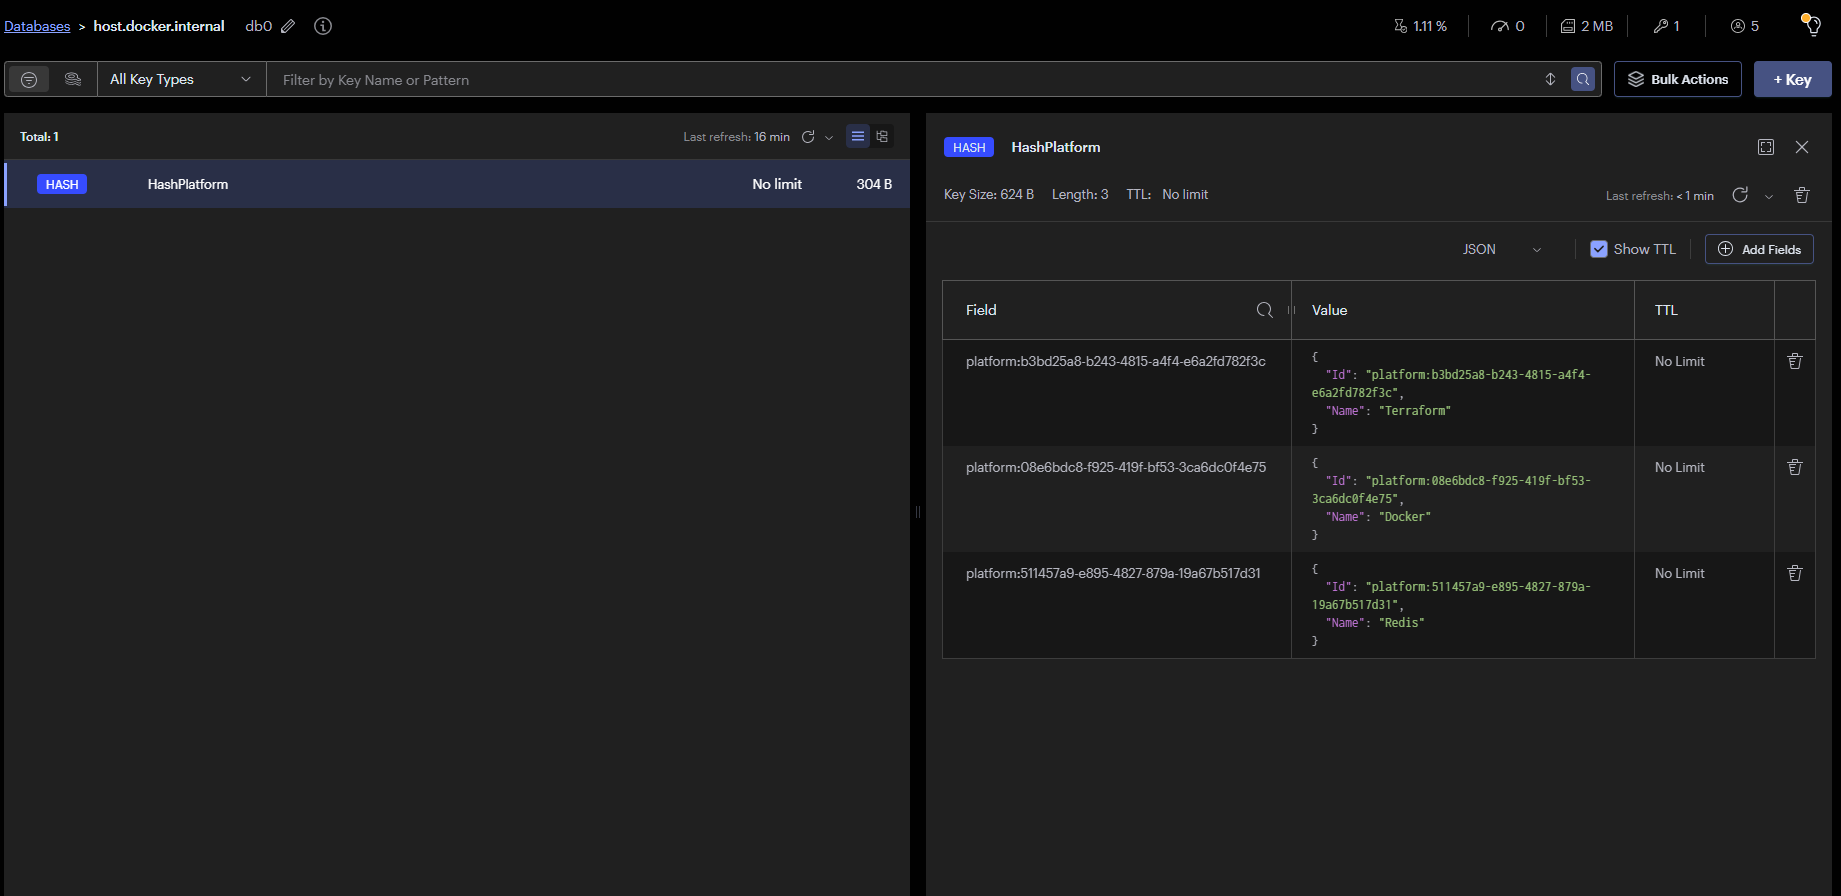 Databases > host.docker.internal db0 1.11 % 0 2 MB 1 5
All Key Types Filter by Key Name or Pattern Bulk Actions + Key
Total: 1 Last refresh: 16 min
HASH HashPlatform No limit 304 B
HASH HashPlatform
Key Size: 624 B Length: 3 TTL: No limit Last refresh: < 1 min
JSON Show TTL Add Fields
Field Value TTL
platform:b3bd25a8-b243-4815-a4f4-e6a2fd782f3c
{
"Id": "platform:b3bd25a8-b243-4815-a4f4-
e6a2fd782f3c",
"Name": "Terraform"
}
No Limit
platform:08e6bdc8-f925-419f-bf53-3ca6dc0f4e75
{
"Id": "platform:08e6bdc8-f925-419f-bf53-
3ca6dc0f4e75",
"Name": "Docker"
}
No Limit
platform:511457a9-e895-4827-879a-19a67b517d31
{
"Id": "platform:511457a9-e895-4827-879a-
19a67b517d31",
"Name": "Redis"
}
No Limit